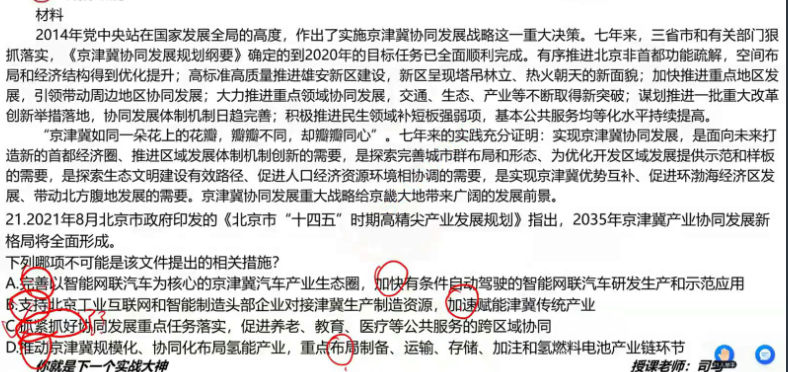 材料
2014年党中央站在国家发展全局的高度，作出了实施京津冀协同发展战略这一重大决策。七年来，三省市和有关部门狠
抓落实，《京津冀协同发展规划纲要》确定的到2020年的目标任务已全面顺利完成。有序推进北京非首都功能疏解，空间布
局和经济结构得到优化提升；高标准高质量推进雄安新区建设，新区呈现塔吊林立、热火朝天的新面貌；加快推进重点地区发
展，引领带动周边地区协同发展；大力推进重点领域协同发展，交通、生态、产业等不断取得新突破；谋划推进一批重大改革
创新举措落地，协同发展体制机制日趋完善；积极推进民生领域补短板强弱项，基本公共服务均等化水平持续提高。
“京津冀如同一朵花上的花瓣，瓣瓣不同，却瓣瓣同心”。七年来的实践充分证明：实现京津冀协同发展，是面向未来打
造新的首都经济圈、推进区域发展体制机制创新的需要，是探索完善城市群布局和形态、为优化开发区域发展提供示范和样板
的需要，是探索生态文明建设有效路径、促进人口经济资源环境相协调的需要，是实现京津冀优势互补、促进环渤海经济区发
展、带动北方腹地发展的需要。京津冀协同发展重大战略给京畿大地带来广阔的发展前景。
21.2021年8月北京市政府印发的《北京市“十四五”时期高精尖产业发展规划》指出，2035年京津冀产业协同发展新
格局将全面形成。
下列哪项不可能是该文件提出的相关措施？
A.完善以智能网联汽车为核心的京津冀汽车产业生态圈，加快有条件自动驾驶的智能网联汽车研发生产和示范应用
B.支持北京工业互联网和智能制造头部企业对接津冀生产制造资源，加速赋能津冀传统产业
C.抓紧抓好协同发展重点任务落实，促进养老、教育、医疗等公共服务的跨区域协同
D.推动京津冀规模化、协同化布局氢能产业，重点布局制备、运输、存储、加注和氢燃料电池产业链环节
你就是下一个实战大神
授课老师：司